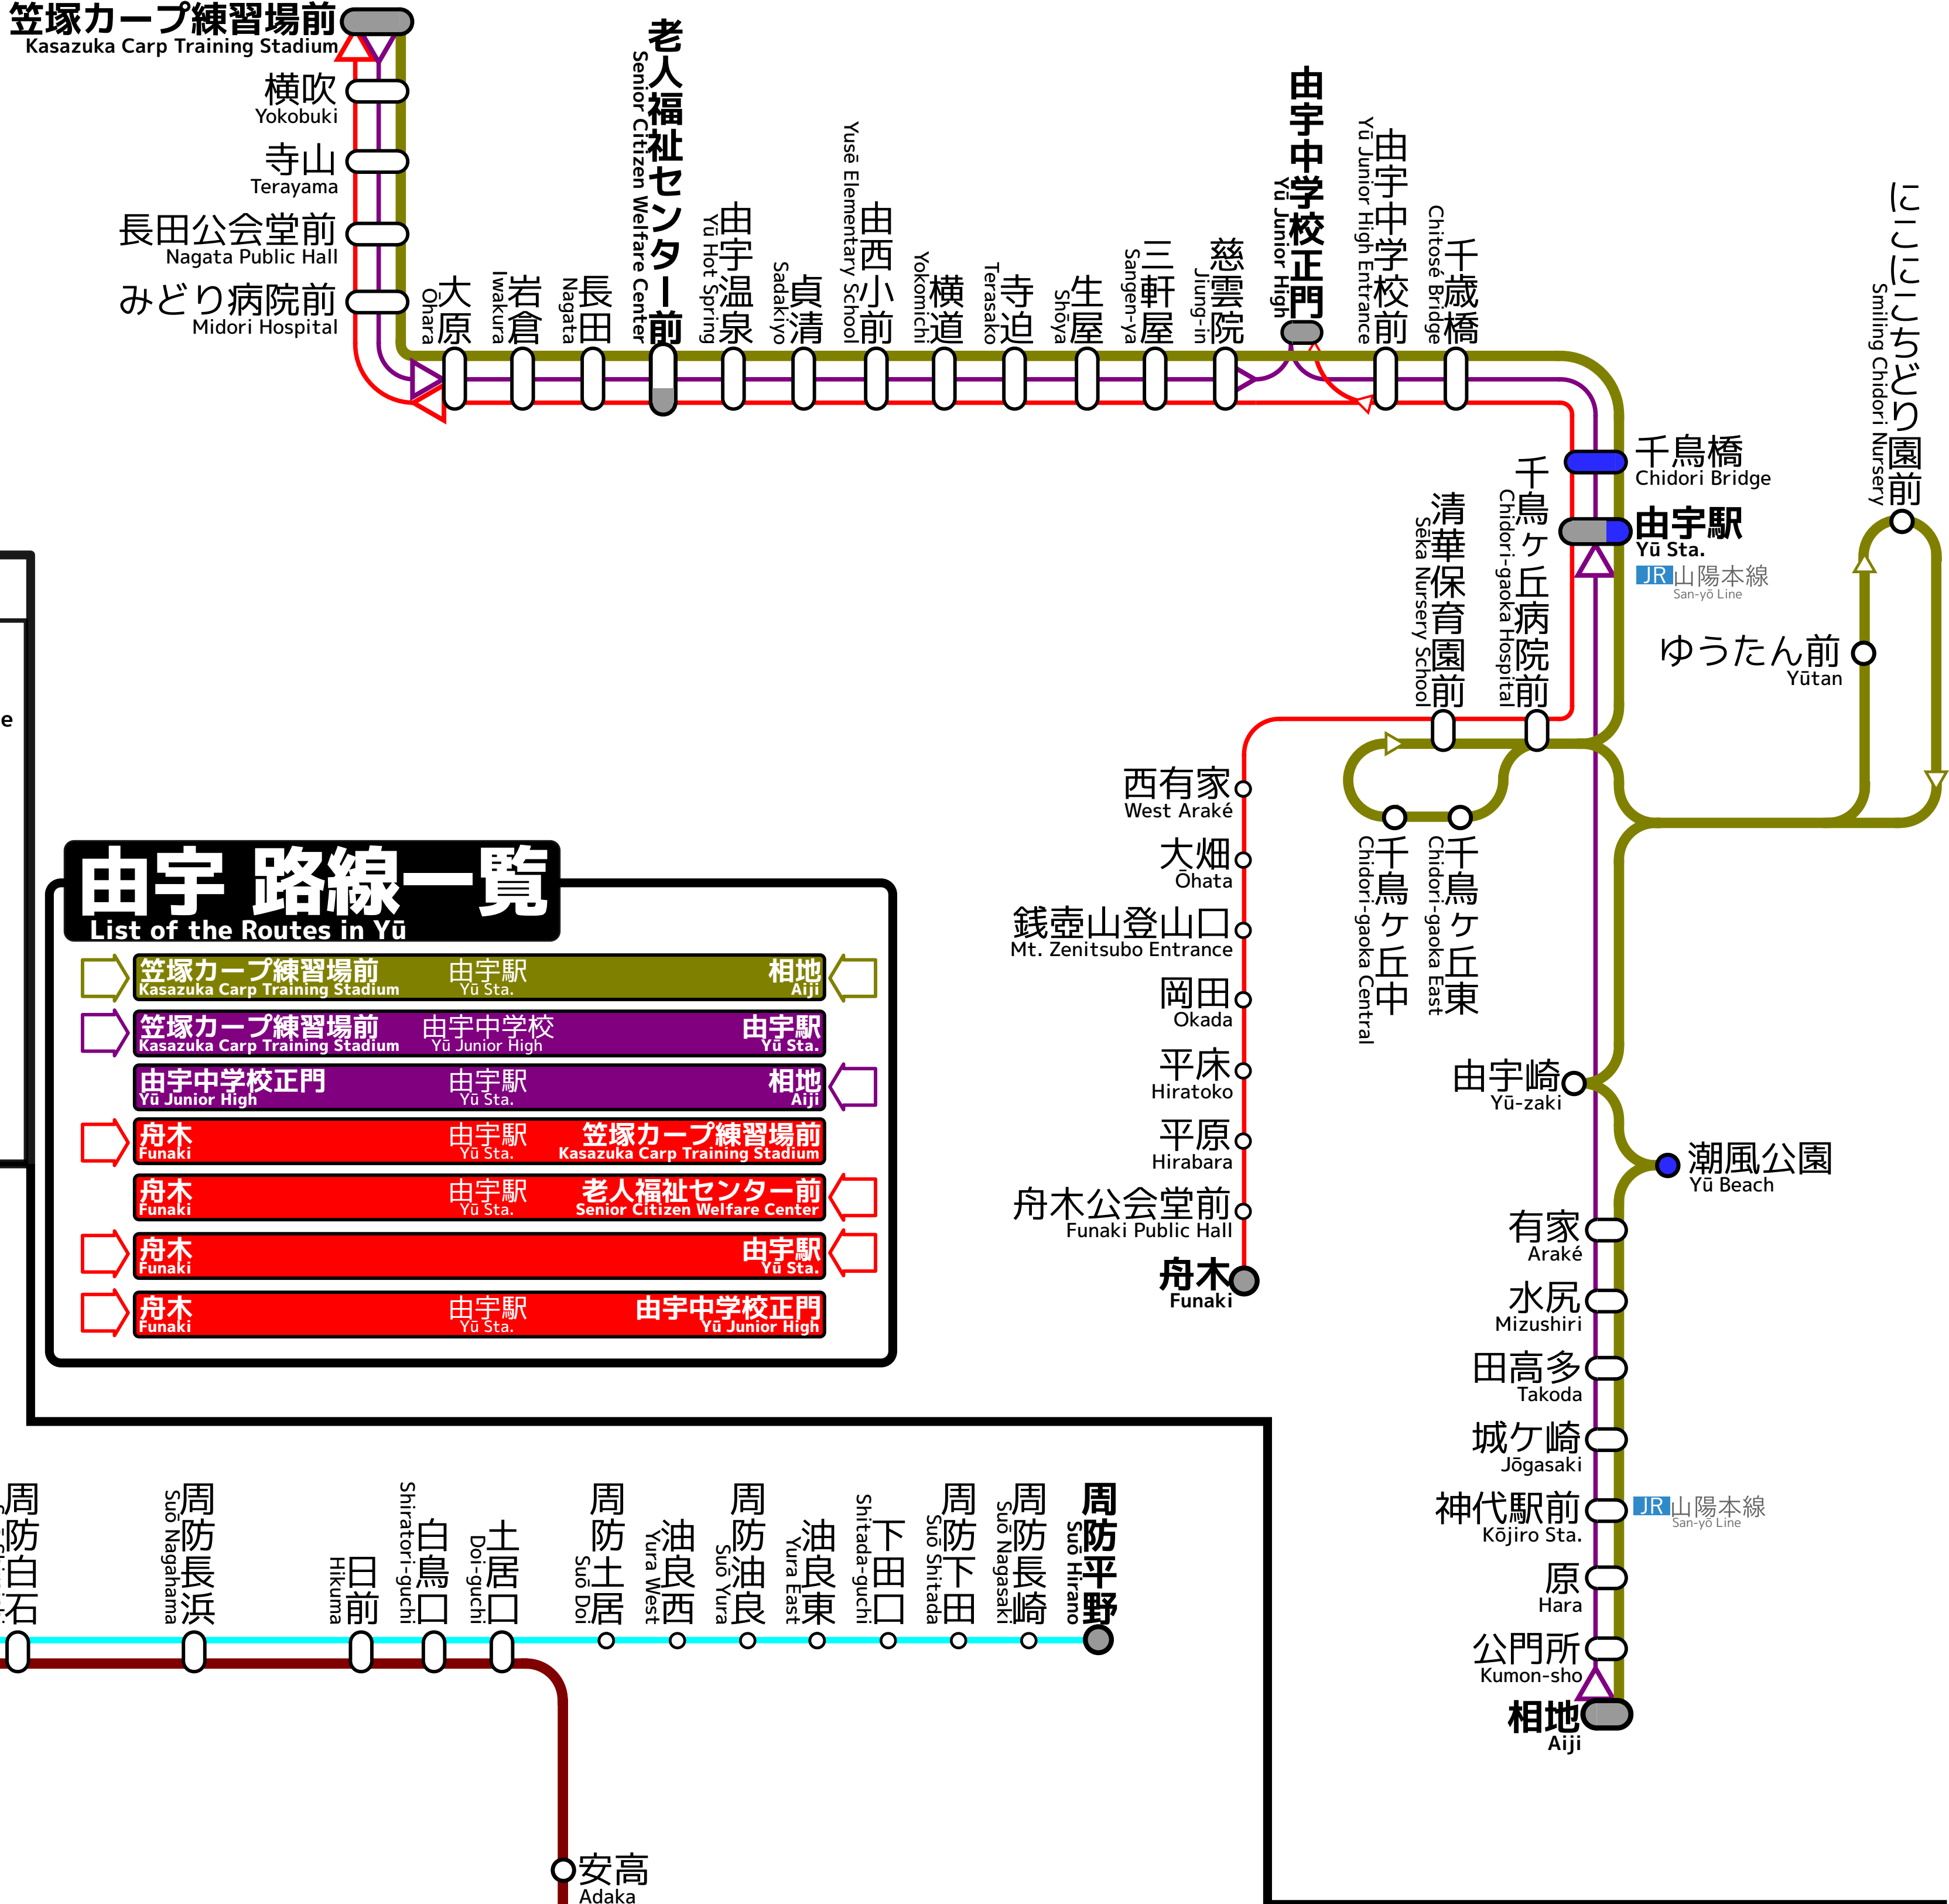 笠塚カープ練習場前
Kasazuka Carp Training Stadium
横吹
Yokobuki
寺山
Terayama
長田公会堂前
Nagata Public Hall
みどり病院前
Midori Hospital
大原
Ōhara
岩倉
Iwakura
長田
Nagata
老人福祉センター前
Senior Citizen Welfare Center
由宇温泉
Yū Hot Spring
貞清
Sadakiyo
由西小前
Yusē Elementary School
横道
Yokomichi
寺迫
Terasako
生屋
Shōya
三軒屋
Sangen-ya
慈雲院
Jiung-in
由宇中学校正門
Yū Junior High
由宇中学校前
Yū Junior High Entrance
千歳橋
Chitosé Bridge
千鳥橋
Chidori Bridge
由宇駅
Yū Sta.
JR山陽本線
San-yō Line
にこにこちどり園前
Smiling Chidori Nursery
ゆうたん前
Yūtan
清華保育園前
Sēka Nursery School
千鳥ヶ丘病院前
Chidori-gaoka Hospital
千鳥ヶ丘中
Chidori-gaoka Central
千鳥ヶ丘東
Chidori-gaoka East
西有家
West Araké
大畑
Ōhata
銭壺山登山口
Mt. Zenitsubo Entrance
岡田
Okada
平床
Hiratoko
平原
Hirabara
舟木公会堂前
Funaki Public Hall
舟木
Funaki
由宇崎
Yū-zaki
潮風公園
Yū Beach
有家
Araké
水尻
Mizushiri
田高多
Takoda
城ケ崎
Jōgasaki
神代駅前
Kōjiro Sta.
JR山陽本線
San-yō Line
原
Hara
公門所
Kumon-sho
相地
Aiji
e
由宇 路線一覧
List of the Routes in Yū
笠塚カープ練習場前 由宇駅 相地
Kasazuka Carp Training Stadium Yū Sta. Aiji
笠塚カープ練習場前 由宇中学校 由宇駅
Kasazuka Carp Training Stadium Yū Junior High Yū Sta.
由宇中学校正門 由宇駅 相地
Yū Junior High Yū Sta. Aiji
舟木 由宇駅 笠塚カープ練習場前
Funaki Yū Sta. Kasazuka Carp Training Stadium
舟木 由宇駅 老人福祉センター前
Funaki Yū Sta. Senior Citizen Welfare Center
舟木 由宇駅
Funaki Yū Sta.
舟木 由宇駅 由宇中学校正門
Funaki Yū Sta. Yū Junior High
周防白石
周防長浜
Suō Nagahama
日前
Hikuma
白鳥口
Shiratori-guchi
土居口
Doi-guchi
周防土居
Suō Doi
油良西
Yura West
周防油良
Suō Yura
油良東
Yura East
下田口
Shitada-guchi
周防下田
Suō Shitada
周防長崎
Suō Nagasaki
周防平野
Suō Hirano
安高
Adaka